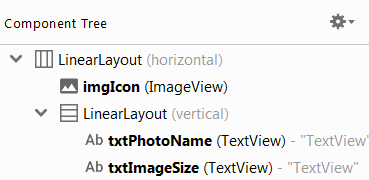 Component Tree
LinearLayout (horizontal)
imgIcon (ImageView)
LinearLayout (vertical)
Ab txtPhotoName (TextView) - "TextView"
Ab txtImageSize (TextView) - "TextView"